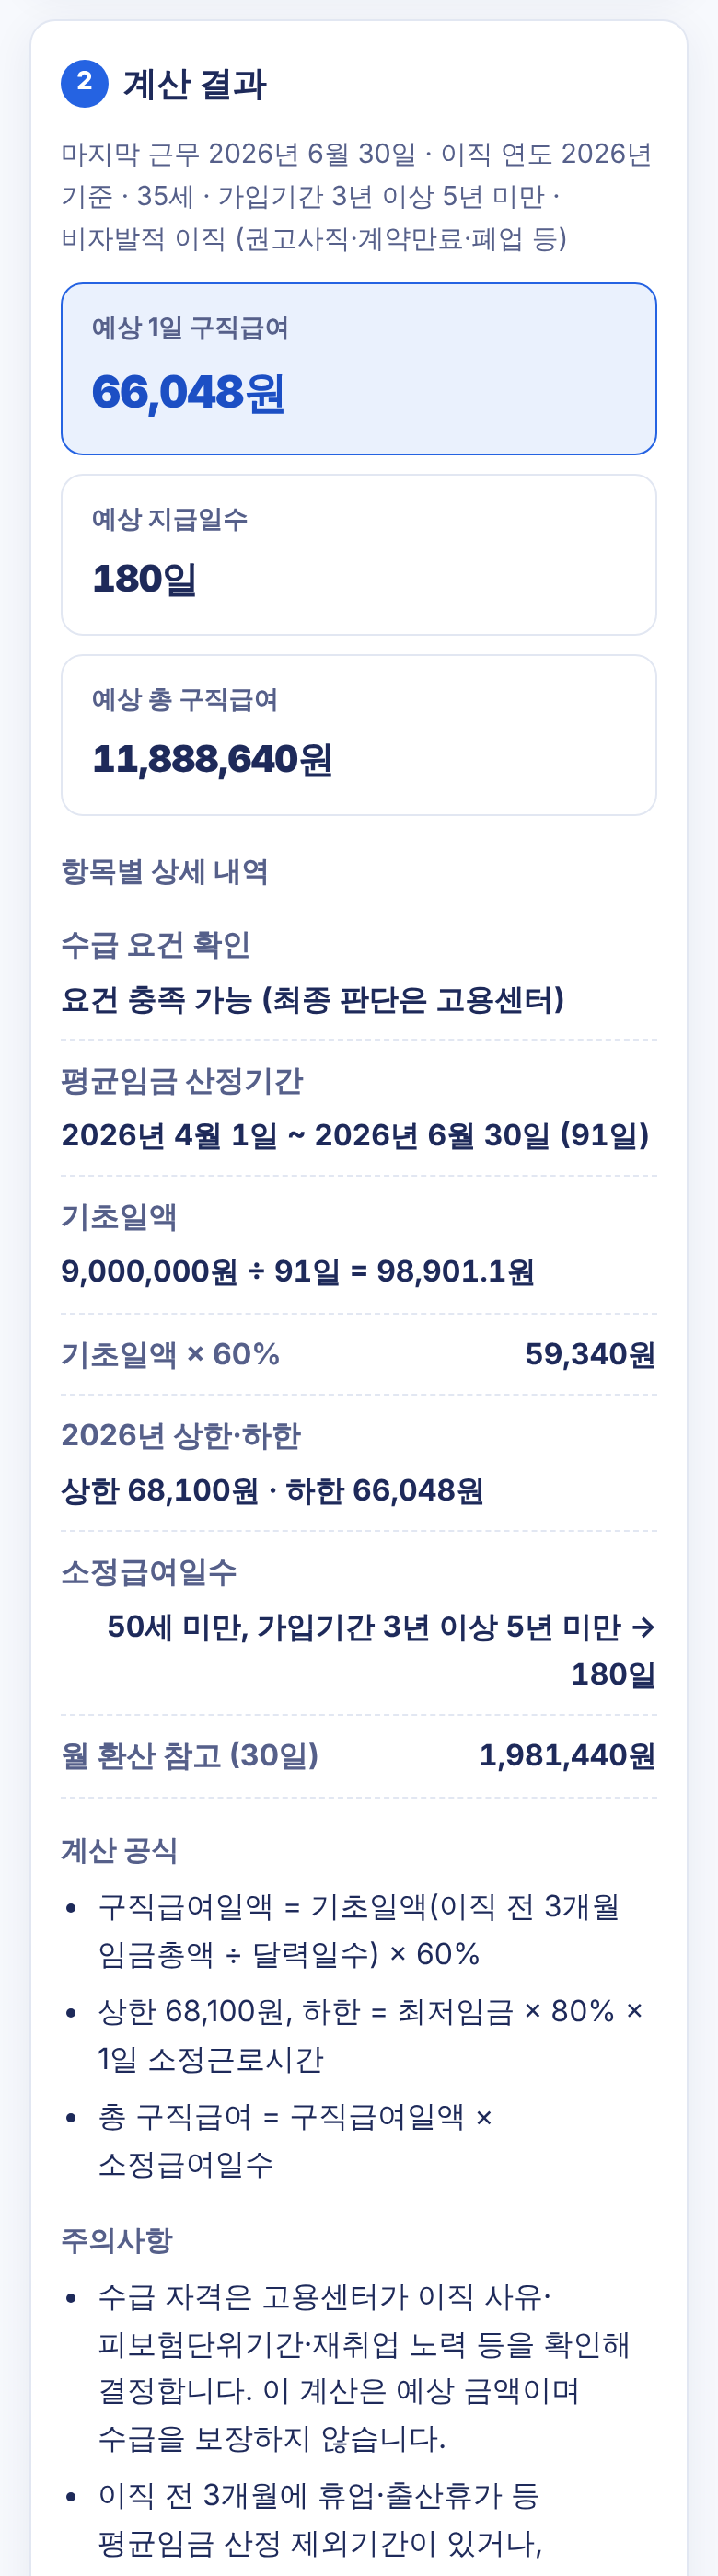 2 계산 결과
마지막 근무 2026년 6월 30일 · 이직 연도 2026년
기준 · 35세 · 가입기간 3년 이상 5년 미만 ·
비자발적 이직 (권고사직·계약만료·폐업 등)
예상 1일 구직급여
66,048원
예상 지급일수
180일
예상 총 구직급여
11,888,640원
항목별 상세 내역
수급 요건 확인
요건 충족 가능 (최종 판단은 고용센터)
평균임금 산정기간
2026년 4월 1일 ~ 2026년 6월 30일 (91일)
기초일액
9,000,000원 ÷ 91일 = 98,901.1원
기초일액 × 60% 59,340원
2026년 상한·하한
상한 68,100원 · 하한 66,048원
소정급여일수
50세 미만, 가입기간 3년 이상 5년 미만 →
180일
월 환산 참고 (30일) 1,981,440원
계산 공식
• 구직급여일액 = 기초일액(이직 전 3개월
임금총액 ÷ 달력일수) × 60%
• 상한 68,100원, 하한 = 최저임금 × 80% ×
1일 소정근로시간
• 총 구직급여 = 구직급여일액 ×
소정급여일수
주의사항
• 수급 자격은 고용센터가 이직 사유·
피보험단위기간·재취업 노력 등을 확인해
결정합니다. 이 계산은 예상 금액이며
수급을 보장하지 않습니다.
• 이직 전 3개월에 휴업·출산휴가 등
평균임금 산정 제외기간이 있거나,